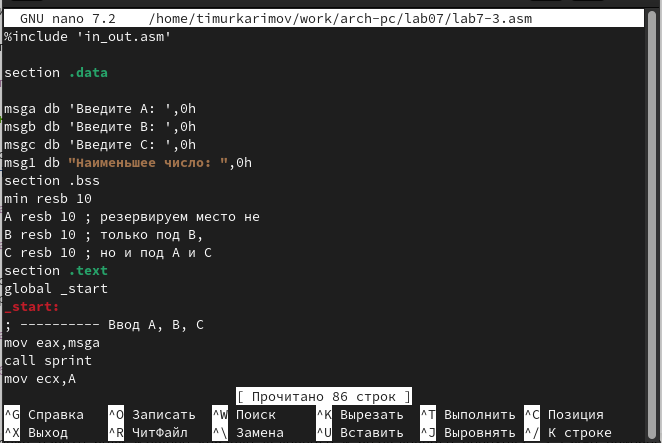 GNU nano 7.2 /home/timurkarimov/work/arch-pc/lab07/lab7-3.asm
%include 'in_out.asm'
section .data
msga db 'Введите A: ',0h
msgb db 'Введите B: ',0h
msgc db 'Введите C: ',0h
msg1 db "Наименьшее число: ",0h
section .bss
min resb 10
A resb 10 ; резервируем место не
B resb 10 ; только под B,
C resb 10 ; но и под A и C
section .text
global _start
_start:
; ---------- Ввод A, B, C
mov eax,msga
call sprint
mov ecx,A
[ Прочитано 86 строк ]
^G Справка ^O Записать ^W Поиск ^K Вырезать ^T Выполнить ^C Позиция
^X Выход ^R ЧитФайл ^\ Замена ^U Вставить ^J Выровнять ^/ К строке